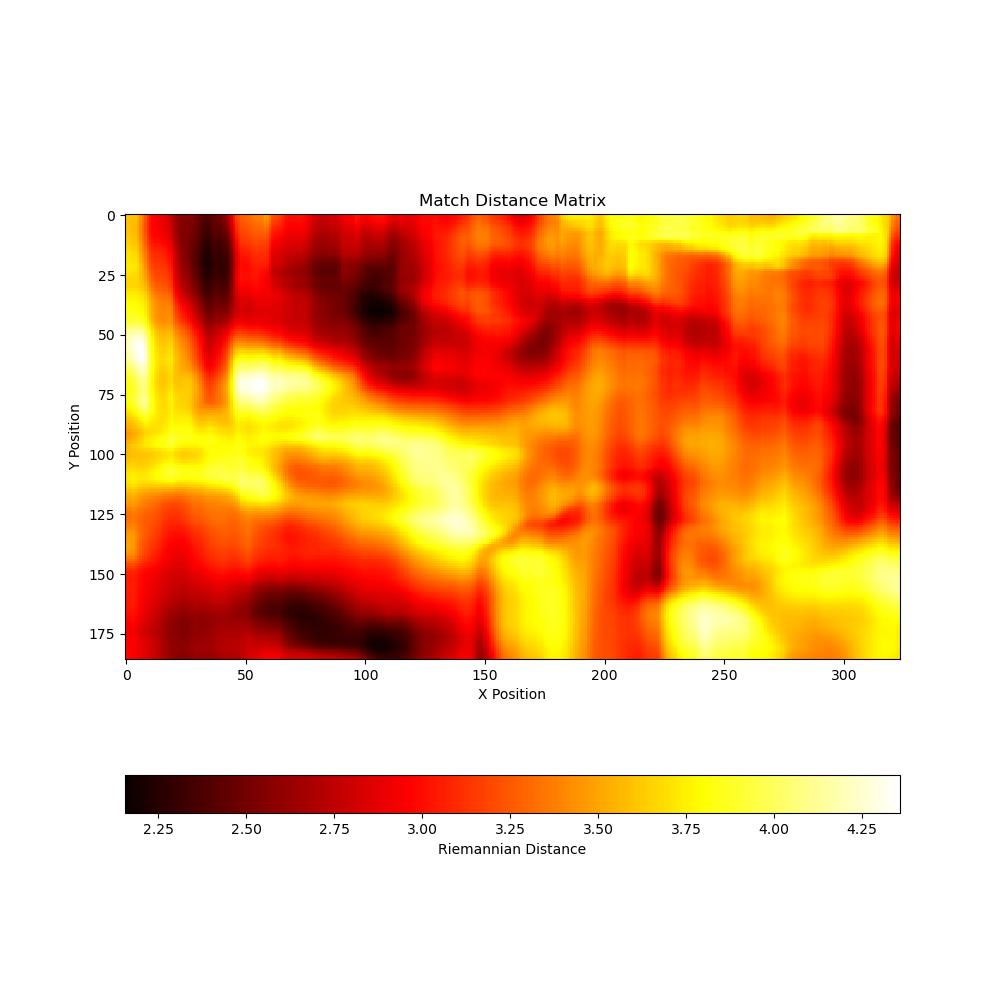 Match Distance Matrix
0
25
50
75
100
125
150
175
Y Position
0 50 100 150 200 250 300
X Position
2.25 2.50 2.75 3.00 3.25 3.50 3.75 4.00 4.25
Riemannian Distance